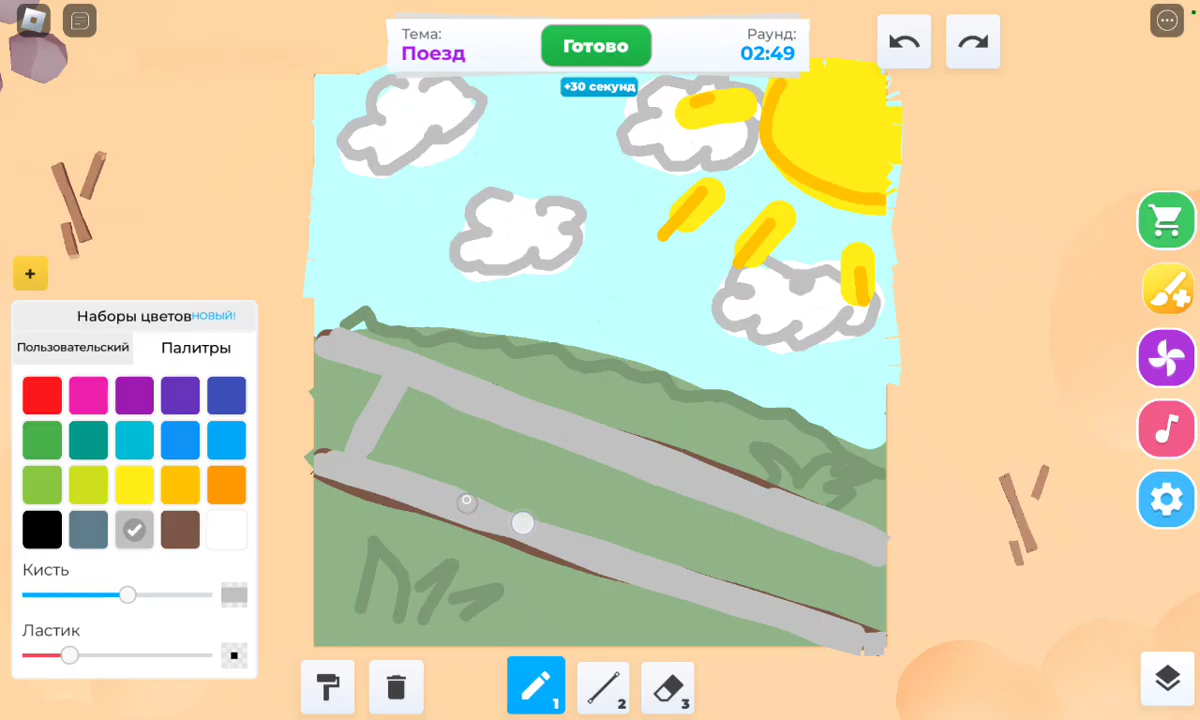 Тема:
Поезд
Готово
Раунд:
02:49
+30 секунд
+
Наборы цветов НОВЫЙ!
Пользовательский
Палитры
Кисть
Ластик
1
2
3